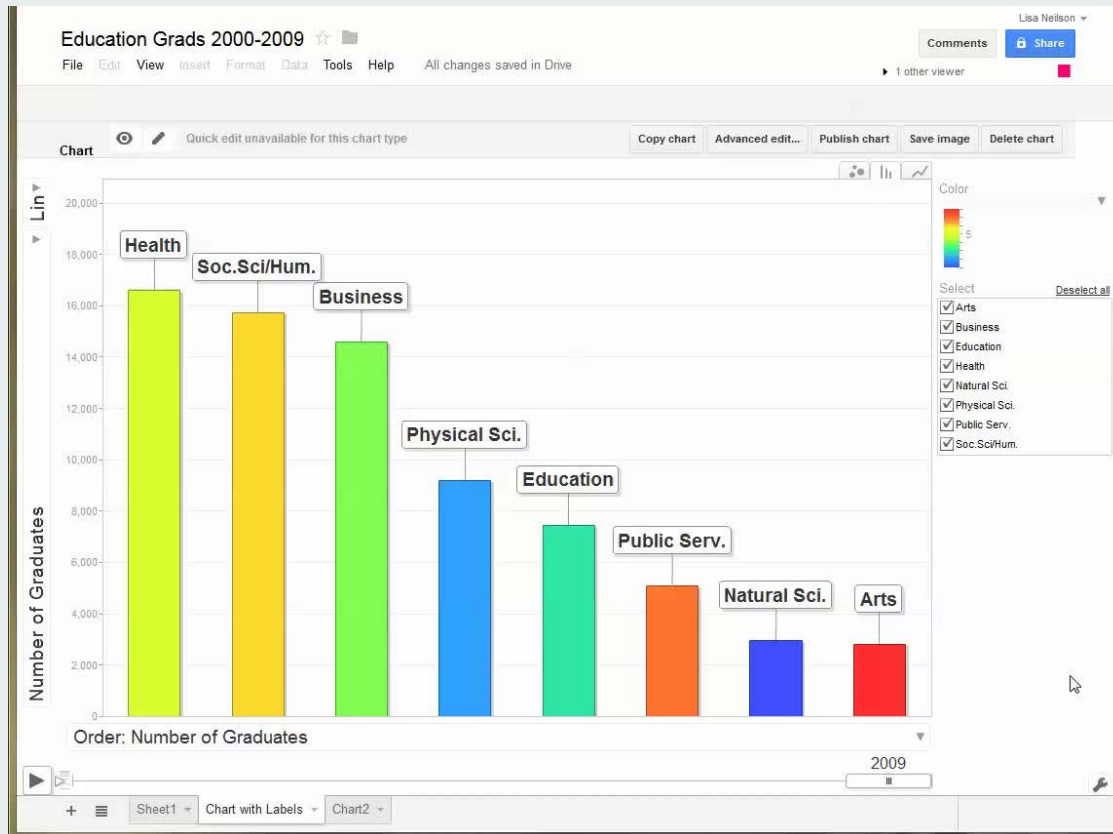 Lisa Neilson
Education Grads 2000-2009
Comments
Share
File Edit View Insert Format Data Tools Help All changes saved in Drive
1 other viewer
Chart
Quick edit unavailable for this chart type
Copy chart
Advanced edit...
Publish chart
Save image
Delete chart
Lin
Color
5
20,000
18,000
16,000
14,000
12,000
10,000
8,000
6,000
4,000
2,000
0
Number of Graduates
Health
Soc.Sci/Hum.
Business
Physical Sci.
Education
Public Serv.
Natural Sci.
Arts
Select Deselect all
Arts
Business
Education
Health
Natural Sci.
Physical Sci.
Public Serv.
Soc.Sci/Hum.
Order: Number of Graduates
2009
Sheet1
Chart with Labels
Chart2